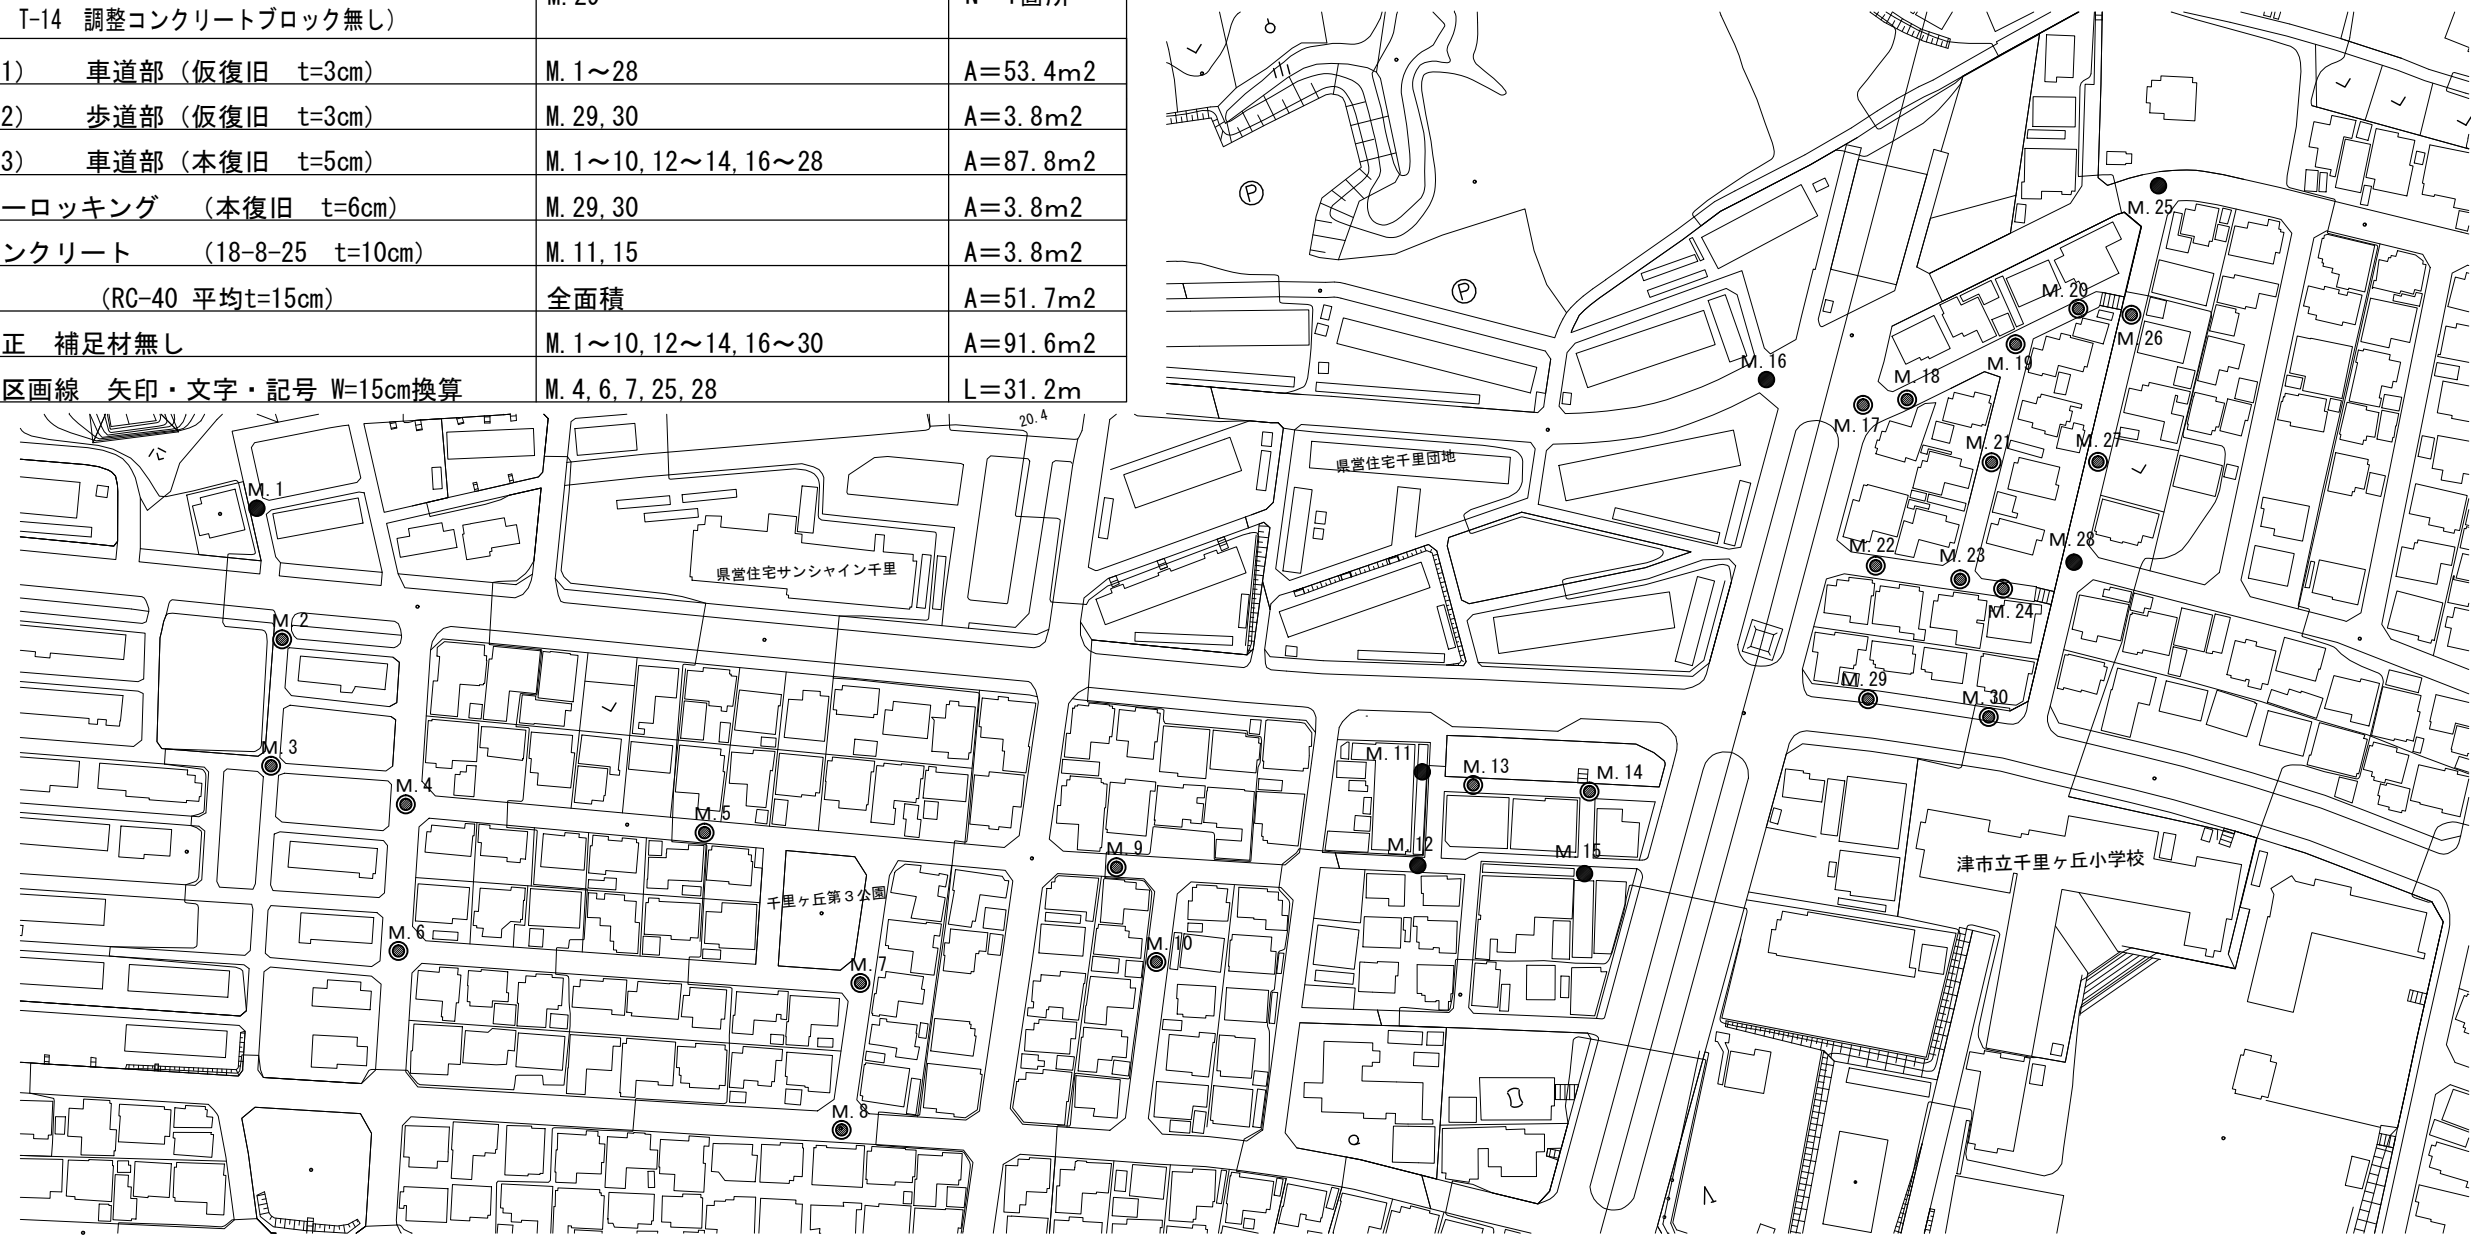 T-14 調整コンクリートブロック無し)
1) 車道部 (仮復旧 t=3cm) M.1～28 A=53.4m2
2) 歩道部 (仮復旧 t=3cm) M.29,30 A=3.8m2
3) 車道部 (本復旧 t=5cm) M.1～10,12～14,16～28 A=87.8m2
ーロッキング (本復旧 t=6cm) M.29,30 A=3.8m2
ンクリート (18-8-25 t=10cm) M.11,15 A=3.8m2
(RC-40 平均t=15cm) 全面積 A=51.7m2
正 補足材無し M.1～10,12～14,16～30 A=91.6m2
区画線 矢印・文字・記号 W=15cm換算 M.4,6,7,25,28 L=31.2m
P
P
20.4
公
県営住宅千里団地
県営住宅サンシャイン千里
千里ヶ丘第3公園
津市立千里ヶ丘小学校
M.1
M.2
M.3
M.4
M.5
M.6
M.7
M.8
M.9
M.10
M.11
M.12
M.13
M.14
M.15
M.16
M.17
M.18
M.19
M.20
M.21
M.22
M.23
M.24
M.25
M.26
M.27
M.28
M.29
M.30